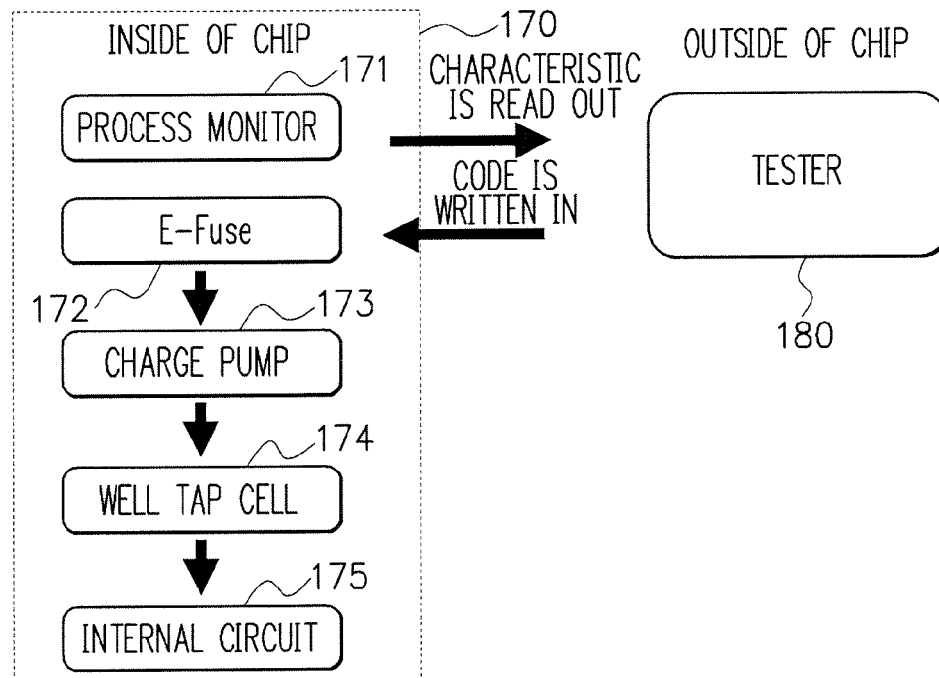 INSIDE OF CHIP
170
OUTSIDE OF CHIP
171
CHARACTERISTIC
IS READ OUT
PROCESS MONITOR
TESTER
CODE IS
WRITTEN IN
E-Fuse
172
173
180
CHARGE PUMP
174
WELL TAP CELL
175
INTERNAL CIRCUIT